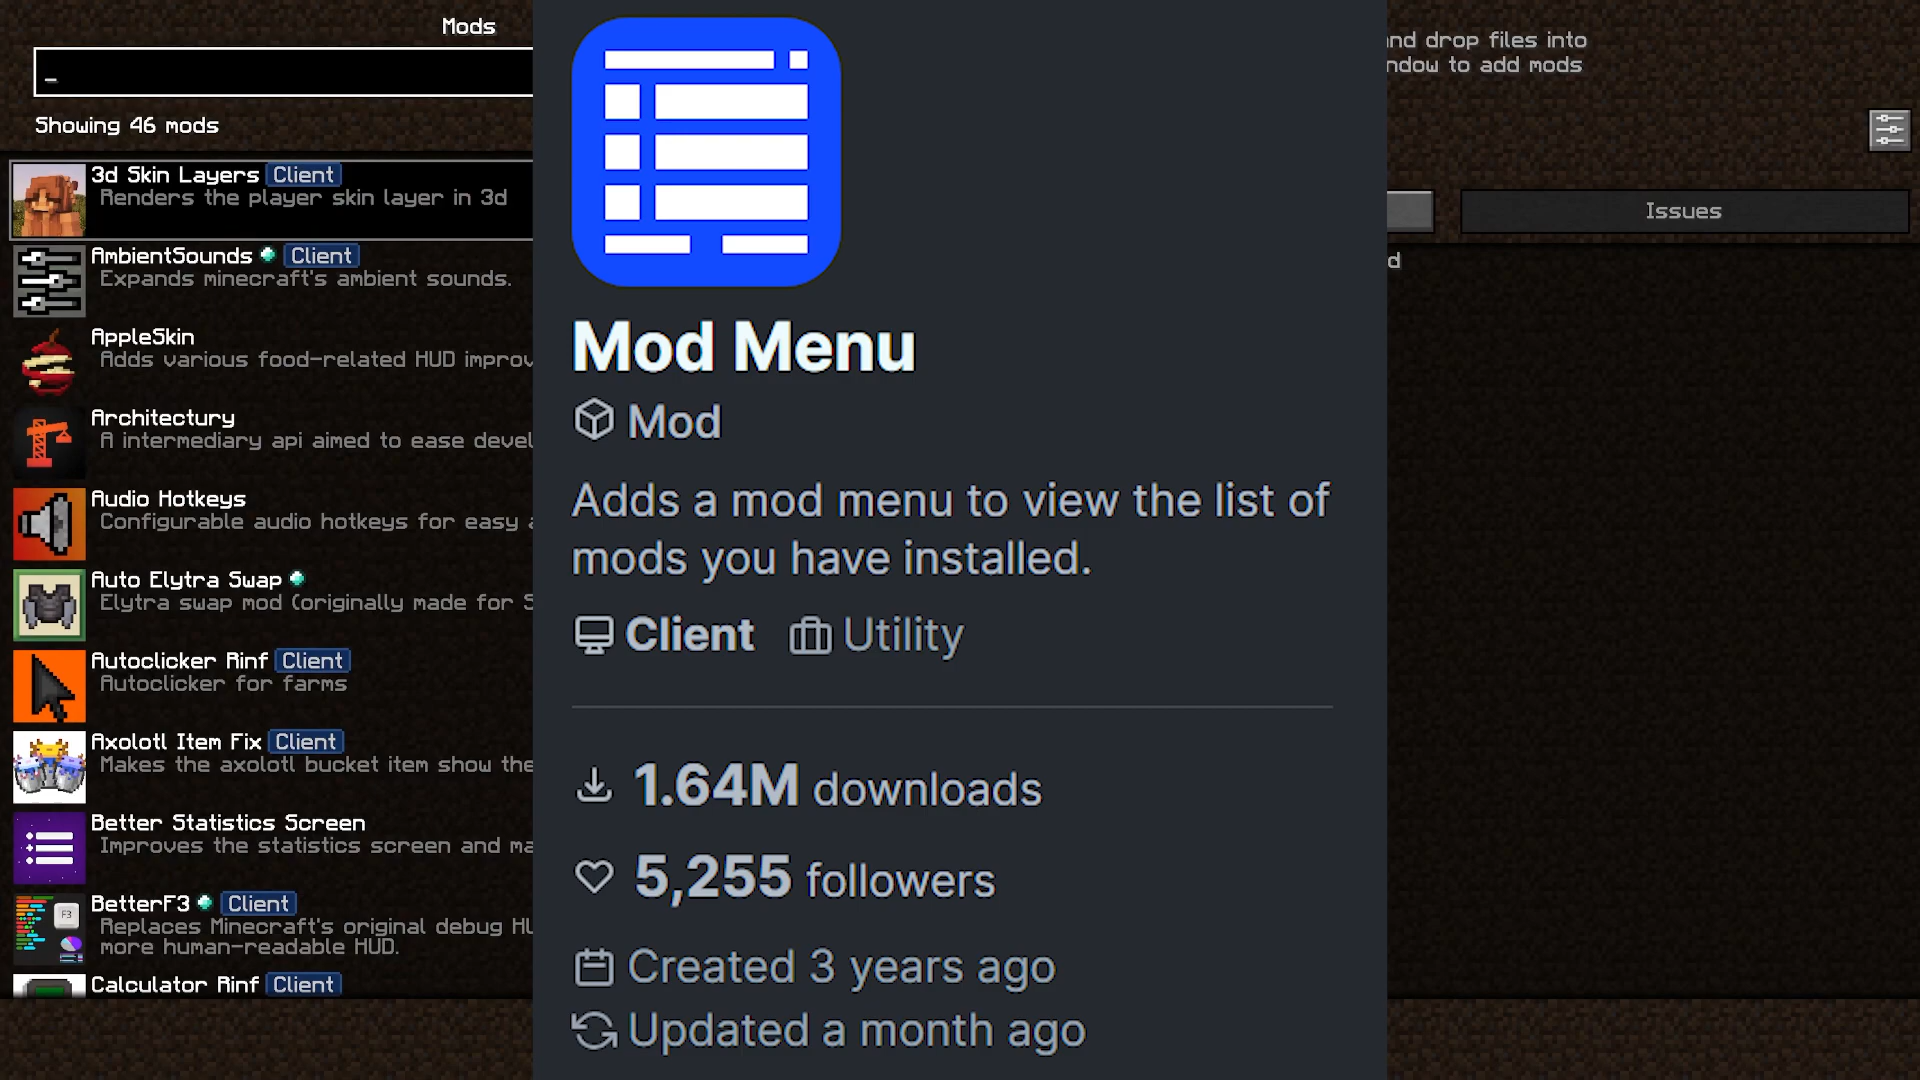 Mods
_
Showing 46 mods
3d Skin Layers Client
Renders the player skin layer in 3d
AmbientSounds Client
Expands minecraft's ambient sounds.
AppleSkin
Adds various food-related HUD improv
Architectury
A intermediary api aimed to ease devel
Audio Hotkeys
Configurable audio hotkeys for easy a
Auto Elytra Swap
Elytra swap mod (originally made for S
Autoclicker Rinf Client
Autoclicker for farms
Axolotl Item Fix Client
Makes the axolotl bucket item show the
Better Statistics Screen
Improves the statistics screen and ma
BetterF3 Client
F3
Replaces Minecraft's original debug HU
more human-readable HUD.
Calculator Rinf Client
Mod Menu
Mod
Adds a mod menu to view the list of
mods you have installed.
Client Utility
1.64M downloads
5,255 followers
Created 3 years ago
Updated a month ago
nd drop files into
ndow to add mods
Issues
d